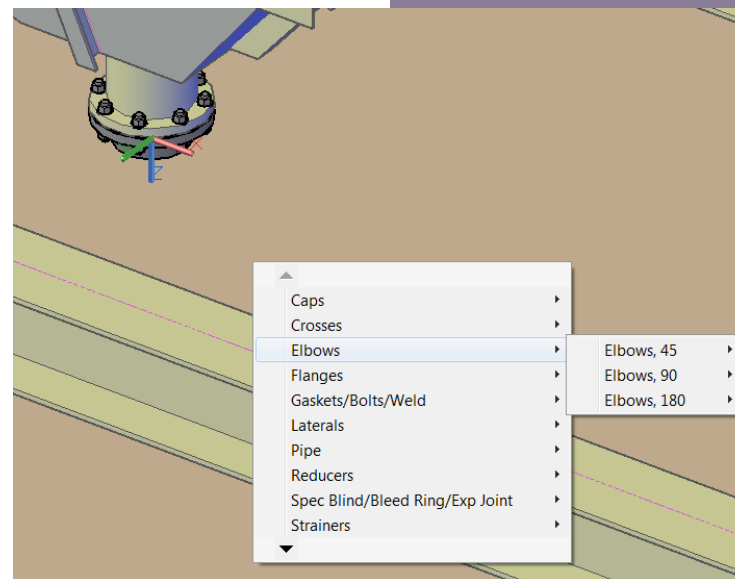 X
Z
Caps
Crosses
Elbows
Elbows, 45
Flanges
Elbows, 90
Gaskets/Bolts/Weld
Elbows, 180
Laterals
Pipe
Reducers
Spec Blind/Bleed Ring/Exp Joint
Strainers